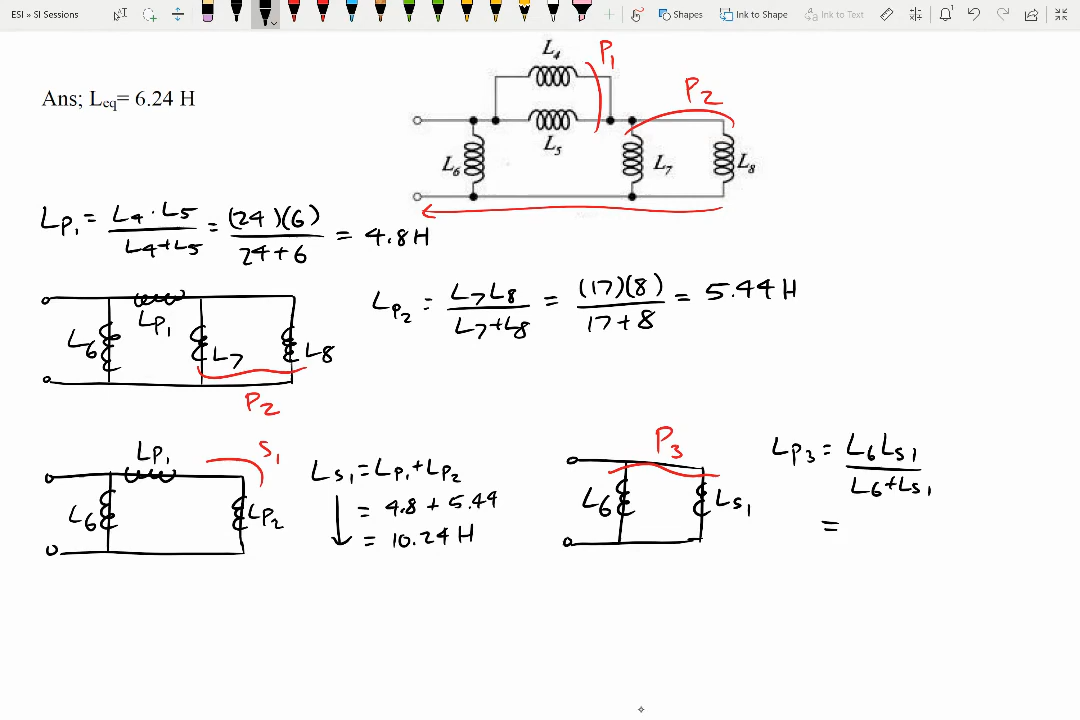 ESI » SI Sessions
Shapes
Ink to Shape
Ink to Text
Ans; Leq= 6.24 H
L4
P1
P2
L5
L6
L7
L8
LP1 = L4 · L5 / L4+L5 = (24)(6) / 24+6 = 4.8H
LP2 = L7L8 / L7+L8 = (17)(8) / 17+8 = 5.44H
LP1
L6
L7
L8
P2
LP1
S1
L6
LP2
LS1 = LP1 + LP2
= 4.8 + 5.44
= 10.24 H
P3
L6
LS1
LP3 = L6LS1 / L6+LS1
=